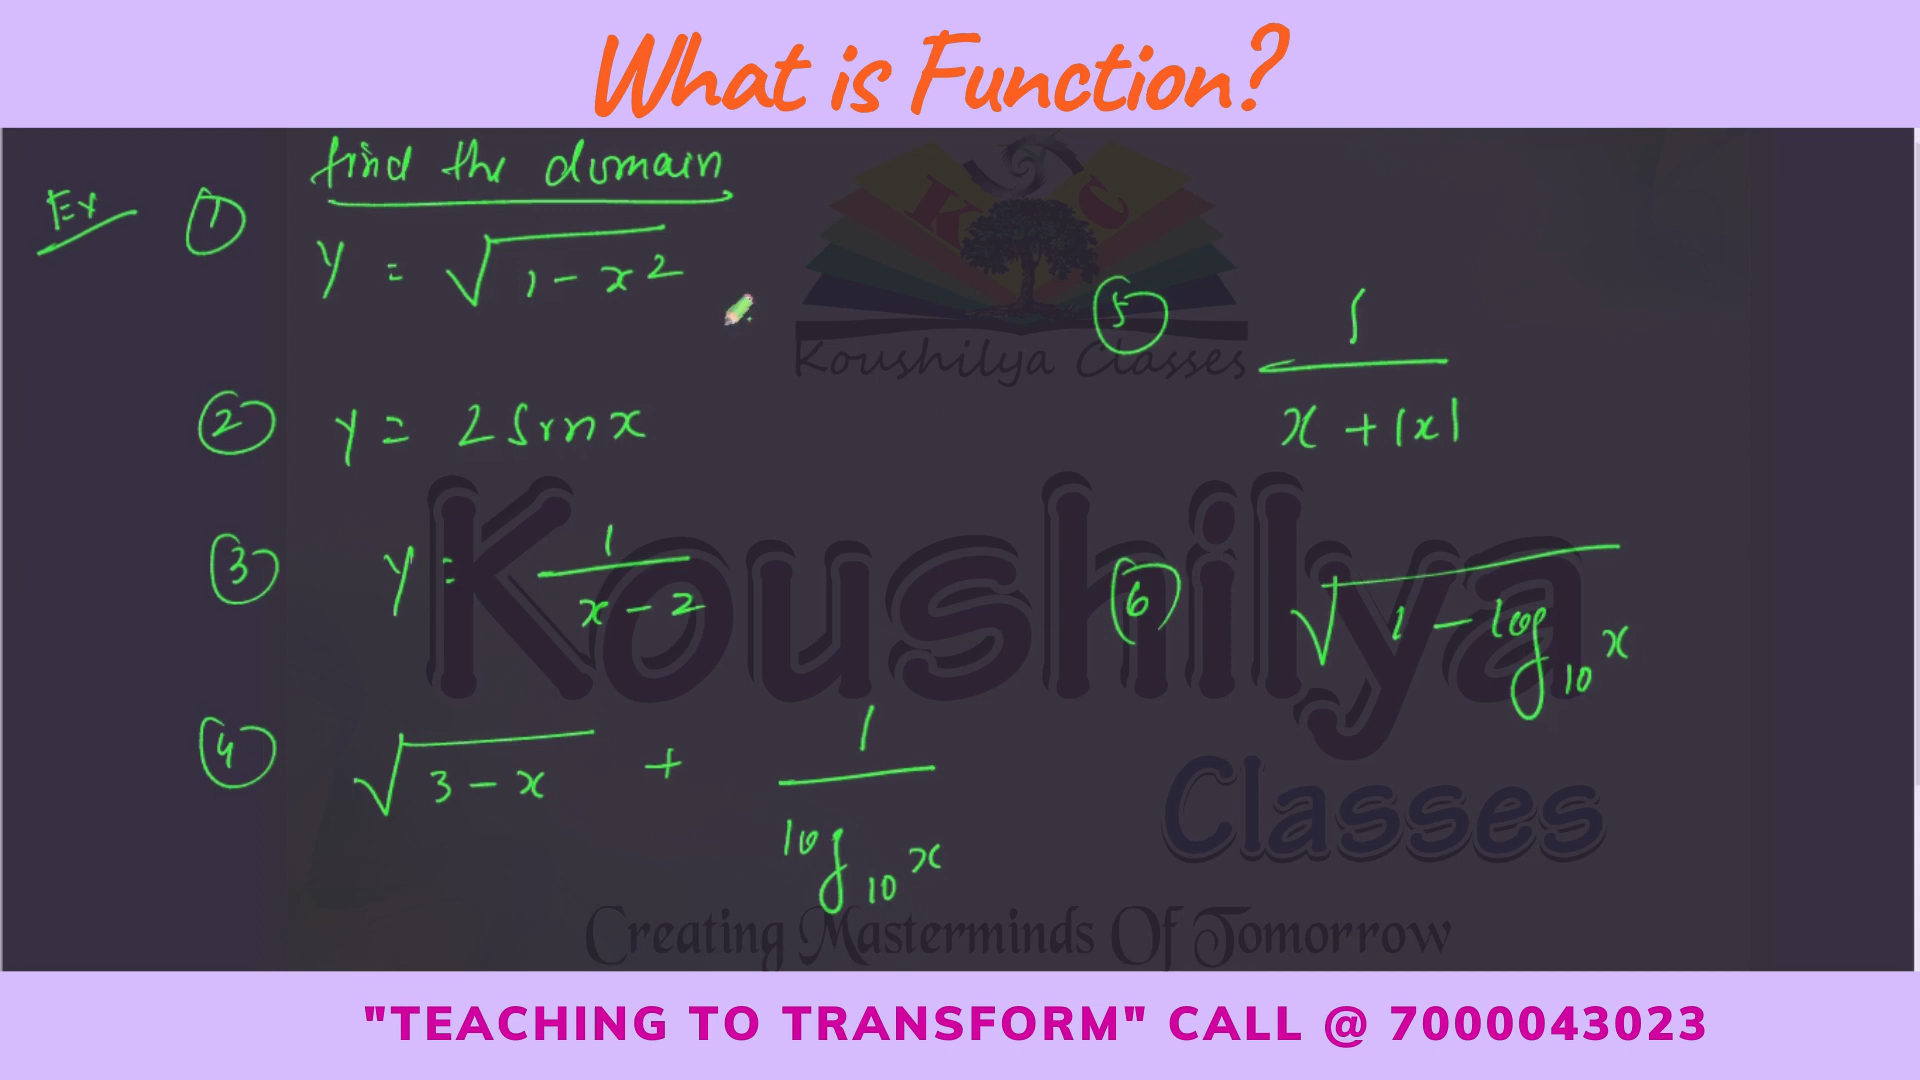 What is Function?
find the domain
Ex ① y = √(1 - x²)
② y = 2 Sin x
③ y = 1/(x - 2)
④ √(3 - x) + 1/(log₁₀ x)
⑤ 1/(x + |x|)
⑥ √(1 - log₁₀ x)
K C
Koushilya Classes
Koushilya
Classes
Creating Masterminds Of Tomorrow
"TEACHING TO TRANSFORM" CALL @ 7000043023